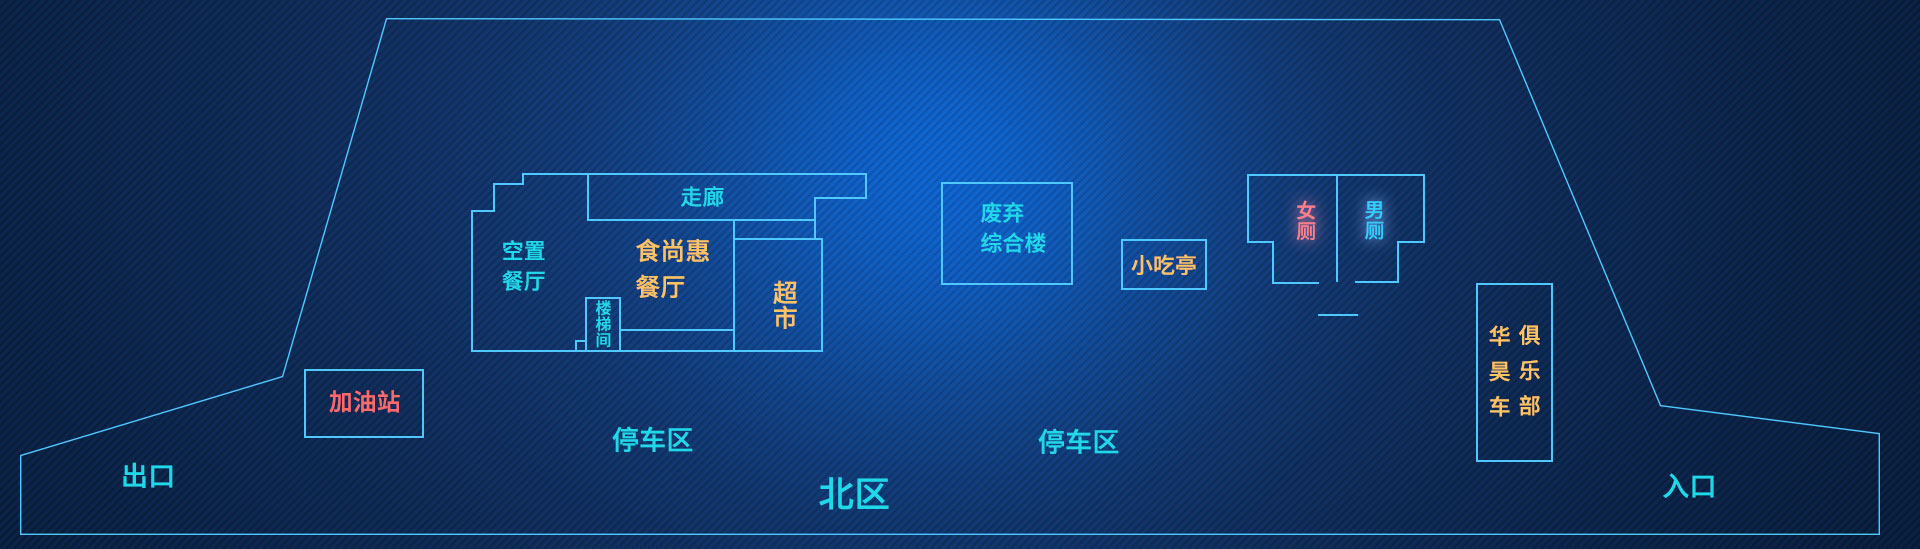 走廊
空置
餐厅
食尚惠
餐厅
楼梯间
超市
废弃
综合楼
小吃亭
女厕
男厕
华昊车
俱乐部
加油站
停车区
停车区
出口
北区
入口